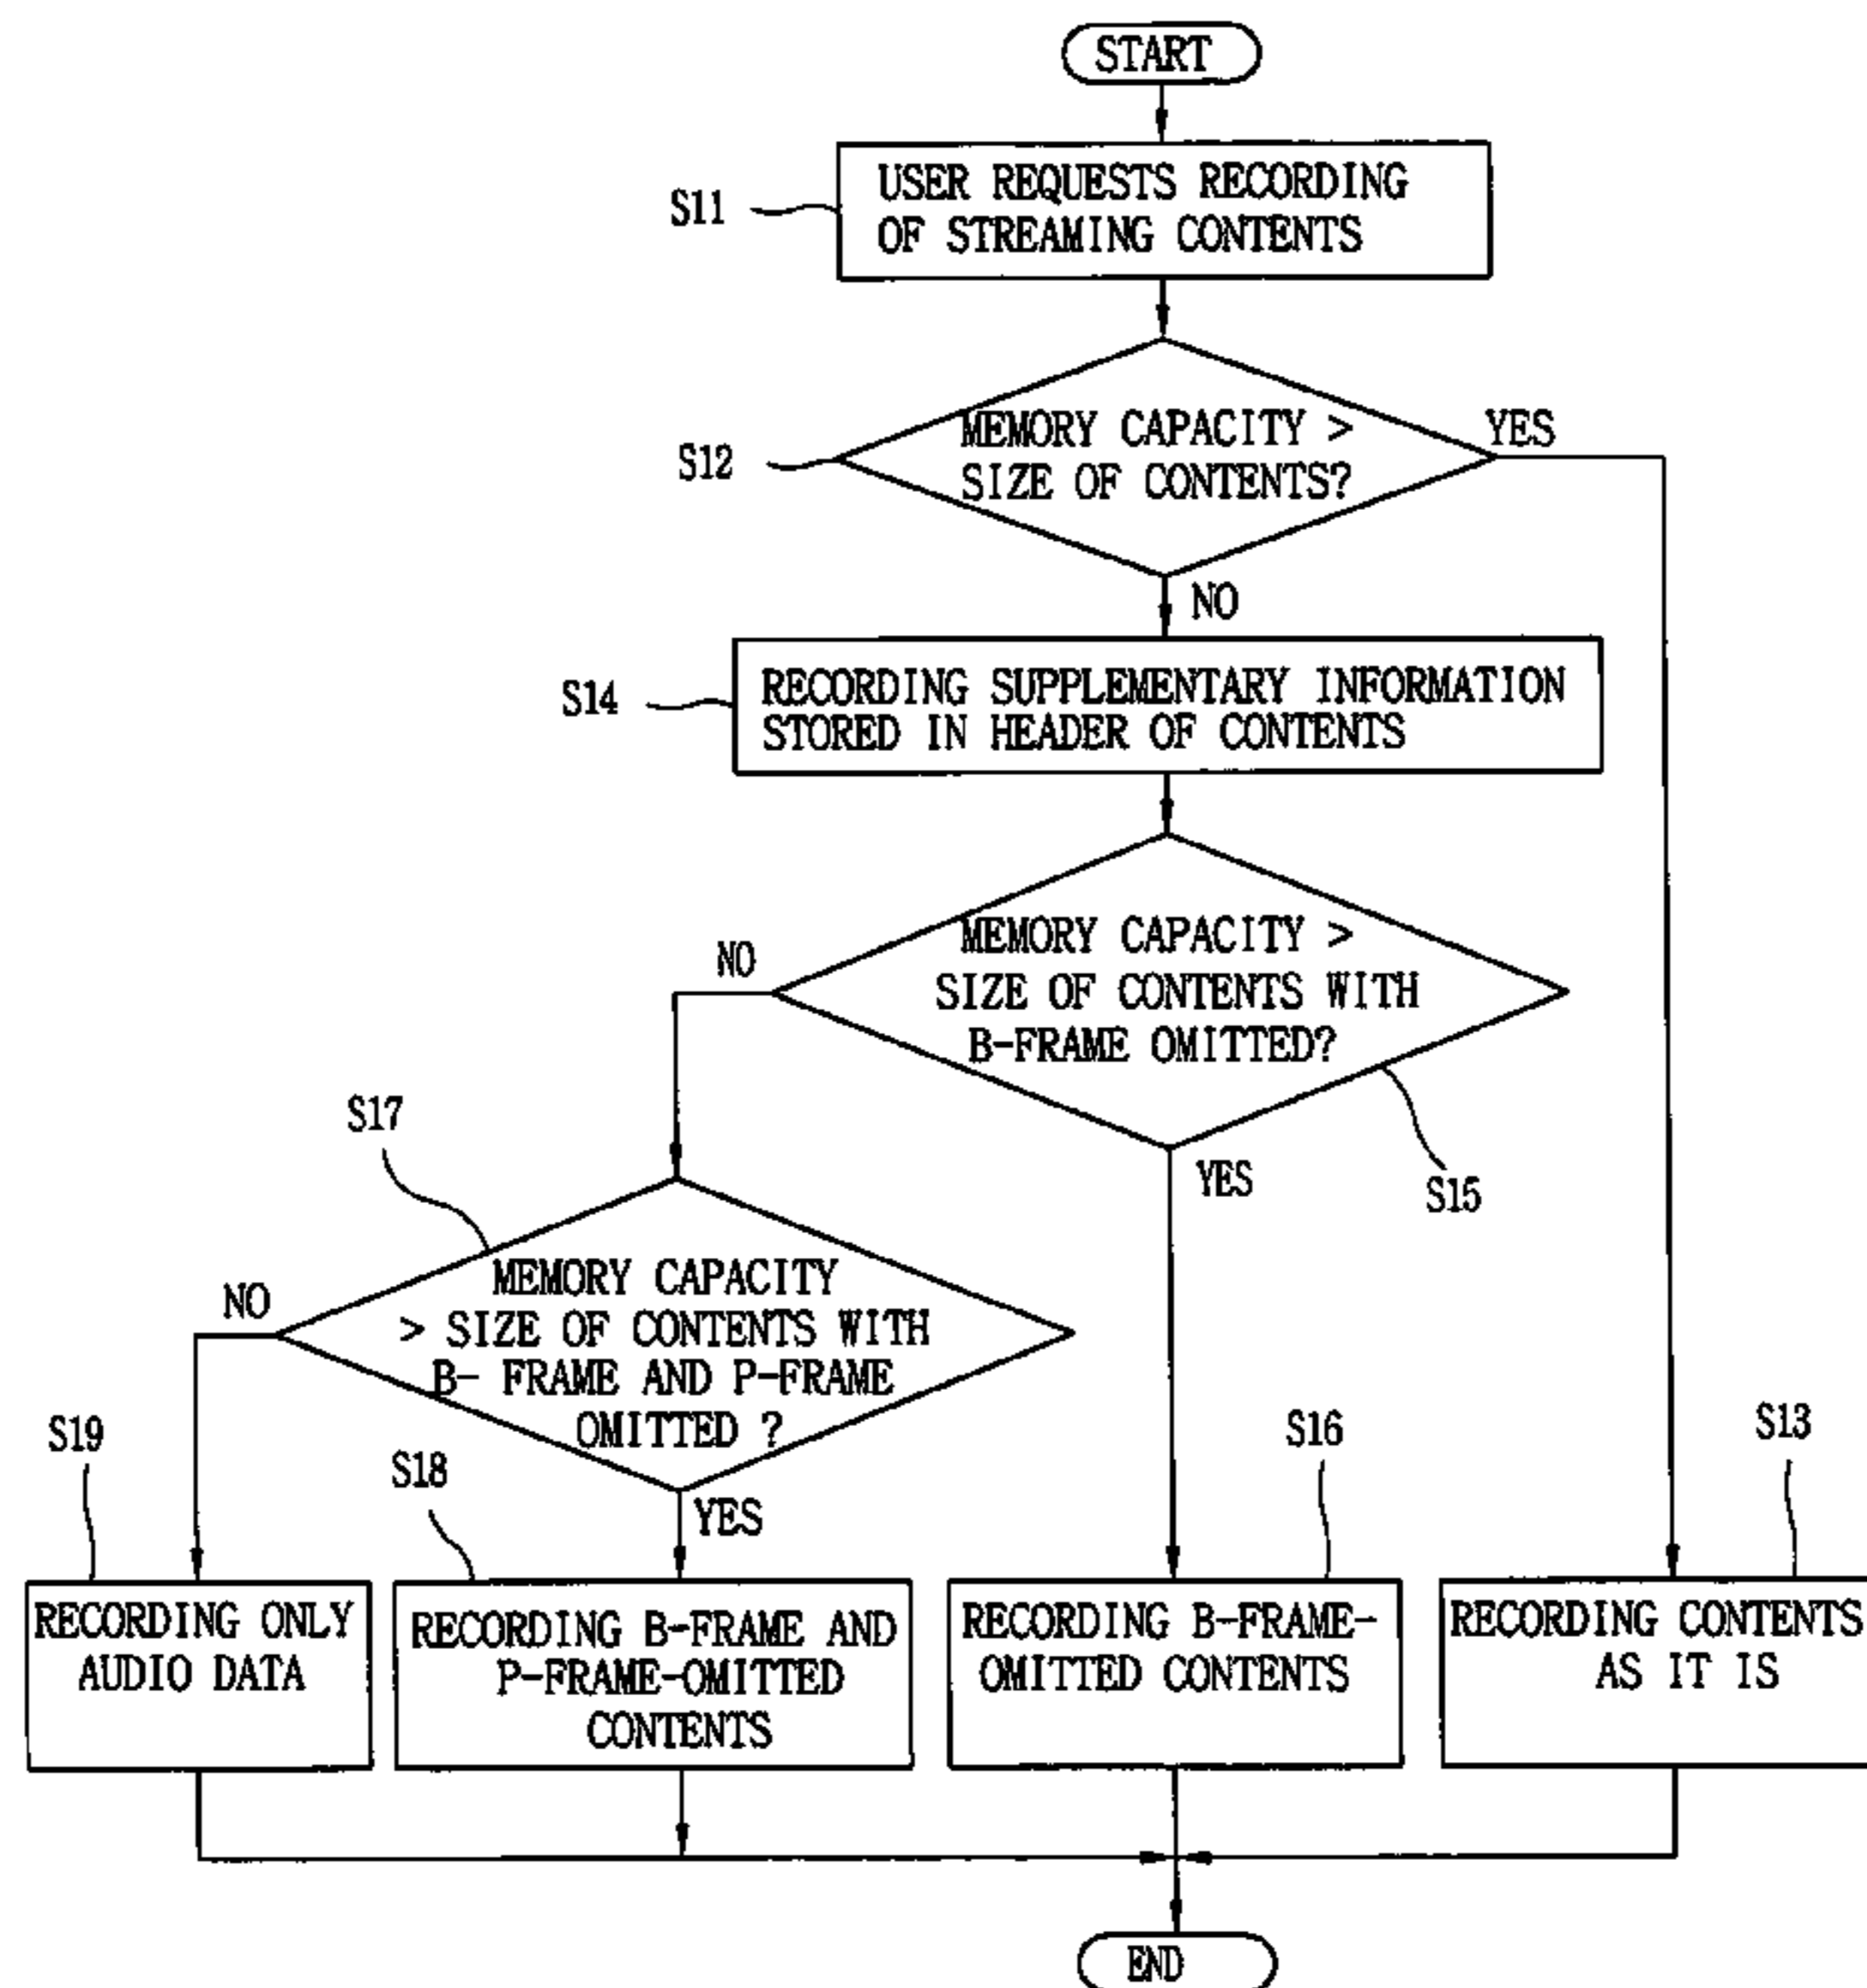 START
S11
USER REQUESTS RECORDING
OF STREAMING CONTENTS
S12
MEMORY CAPACITY >
SIZE OF CONTENTS?
YES
NO
S14
RECORDING SUPPLEMENTARY INFORMATION
STORED IN HEADER OF CONTENTS
NO
MEMORY CAPACITY >
SIZE OF CONTENTS WITH
B-FRAME OMITTED?
S17
YES
S15
NO
MEMORY CAPACITY
> SIZE OF CONTENTS WITH
B- FRAME AND P-FRAME
OMITTED ?
S19
S18
YES
S16
S13
RECORDING ONLY
AUDIO DATA
RECORDING B-FRAME AND
P-FRAME-OMITTED
CONTENTS
RECORDING B-FRAME-
OMITTED CONTENTS
RECORDING CONTENTS
AS IT IS
END